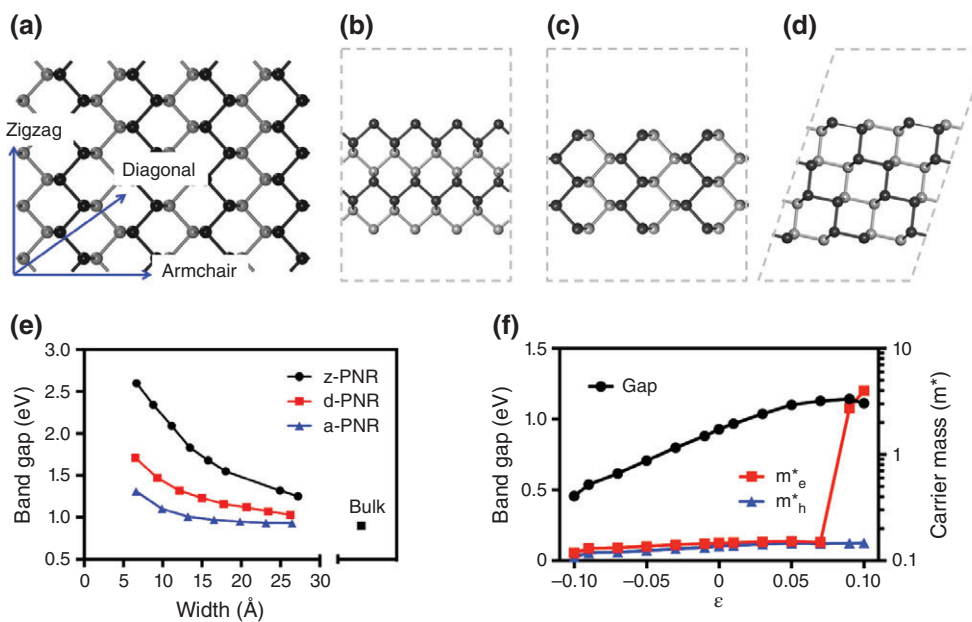 (a)
(b)
(c)
(d)
Zigzag
Diagonal
Armchair
(e)
3.0
2.5
2.0
1.5
1.0
0.5
Band gap (eV)
z-PNR
d-PNR
a-PNR
Bulk
0 5 10 15 20 25 30
Width (Å)
(f)
1.5
1.0
0.5
0
Band gap (eV)
Gap
m*e
m*h
10
1
0.1
Carrier mass (m*)
−0.10 −0.05 0 0.05 0.10
ε